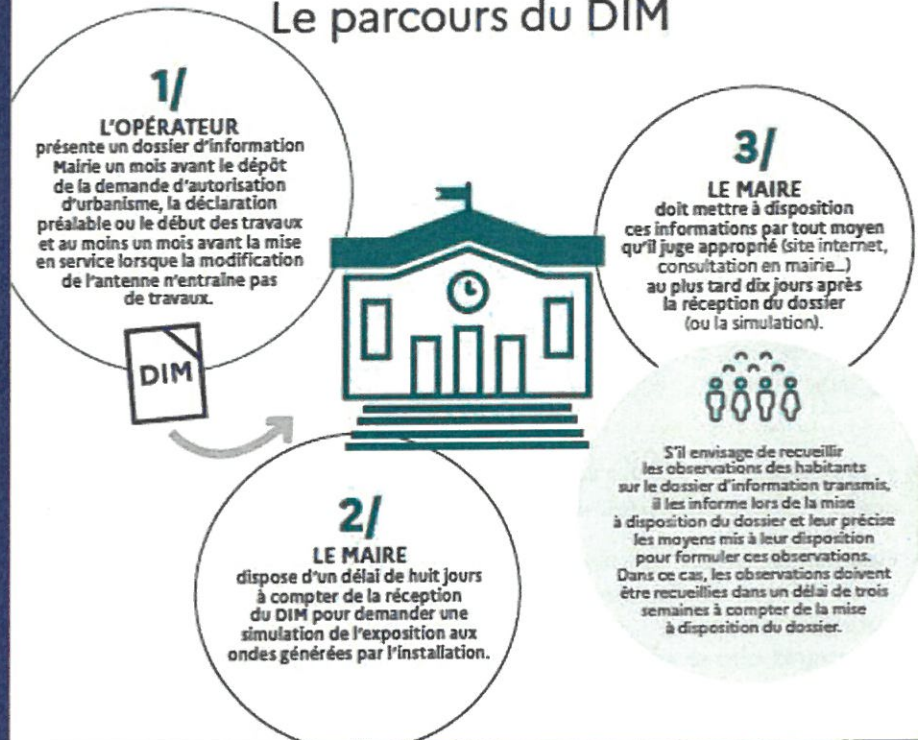 Le parcours du DIM
1/
L'OPÉRATEUR
présente un dossier d'information
Mairie un mois avant le dépôt
de la demande d'autorisation
d'urbanisme, la déclaration
préalable ou le début des travaux
et au moins un mois avant la mise
en service lorsque la modification
de l'antenne n'entraîne pas
de travaux.
DIM
2/
LE MAIRE
dispose d'un délai de huit jours
à compter de la réception
du DIM pour demander une
simulation de l'exposition aux
ondes générées par l'installation.
3/
LE MAIRE
doit mettre à disposition
ces informations par tout moyen
qu'il juge approprié (site internet,
consultation en mairie...)
au plus tard dix jours après
la réception du dossier
(ou la simulation).
S'il envisage de recueillir
les observations des habitants
sur le dossier d'information transmis,
il les informe lors de la mise
à disposition du dossier et leur précise
les moyens mis à leur disposition
pour formuler ces observations.
Dans ce cas, les observations doivent
être recueillies dans un délai de trois
semaines à compter de la mise
à disposition du dossier.